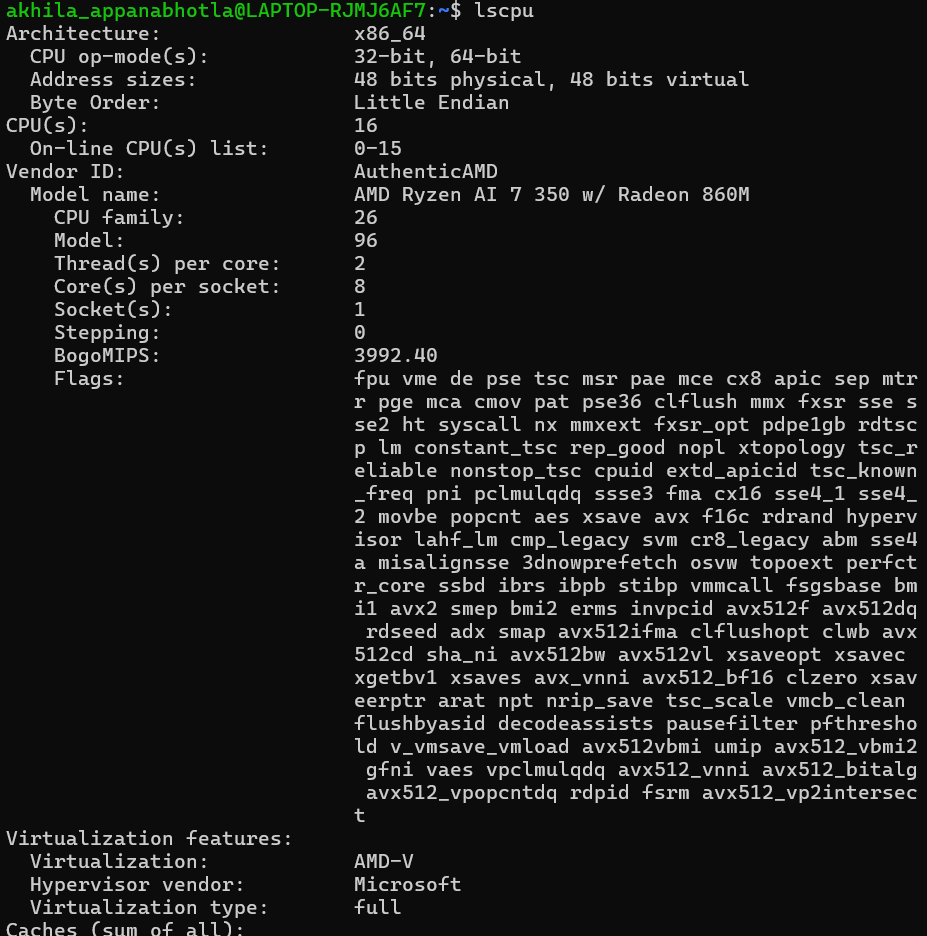 akhila_appanabhotla@LAPTOP-RJMJ6AF7:~$ lscpu
Architecture:                x86_64
  CPU op-mode(s):            32-bit, 64-bit
  Address sizes:             48 bits physical, 48 bits virtual
  Byte Order:                Little Endian
CPU(s):                      16
  On-line CPU(s) list:       0-15
Vendor ID:                   AuthenticAMD
  Model name:                AMD Ryzen AI 7 350 w/ Radeon 860M
    CPU family:              26
    Model:                   96
    Thread(s) per core:      2
    Core(s) per socket:      8
    Socket(s):               1
    Stepping:                0
    BogoMIPS:                3992.40
    Flags:                   fpu vme de pse tsc msr pae mce cx8 apic sep mtr
                             r pge mca cmov pat pse36 clflush mmx fxsr sse s
                             se2 ht syscall nx mmxext fxsr_opt pdpe1gb rdtsc
                             p lm constant_tsc rep_good nopl xtopology tsc_r
                             eliable nonstop_tsc cpuid extd_apicid tsc_known
                             _freq pni pclmulqdq ssse3 fma cx16 sse4_1 sse4_
                             2 movbe popcnt aes xsave avx f16c rdrand hyperv
                             isor lahf_lm cmp_legacy svm cr8_legacy abm sse4
                             a misalignsse 3dnowprefetch osvw topoext perfct
                             r_core ssbd ibrs ibpb stibp vmmcall fsgsbase bm
                             i1 avx2 smep bmi2 erms invpcid avx512f avx512dq
                              rdseed adx smap avx512ifma clflushopt clwb avx
                             512cd sha_ni avx512bw avx512vl xsaveopt xsavec
                             xgetbv1 xsaves avx_vnni avx512_bf16 clzero xsav
                             eerptr arat npt nrip_save tsc_scale vmcb_clean
                             flushbyasid decodeassists pausefilter pfthresho
                             ld v_vmsave_vmload avx512vbmi umip avx512_vbmi2
                              gfni vaes vpclmulqdq avx512_vnni avx512_bitalg
                              avx512_vpopcntdq rdpid fsrm avx512_vp2intersec
                             t
Virtualization features:
  Virtualization:            AMD-V
  Hypervisor vendor:         Microsoft
  Virtualization type:       full
Caches (sum of all):